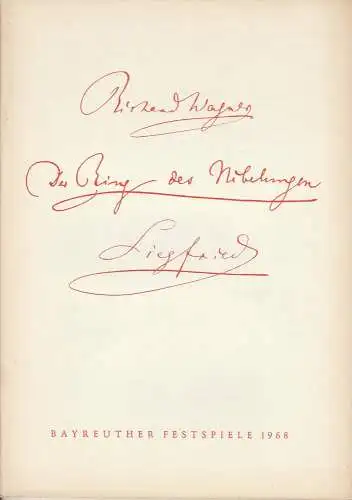 Richard Wagner
Der Ring des Nibelungen
Siegfried
BAYREUTHER FESTSPIELE 1968